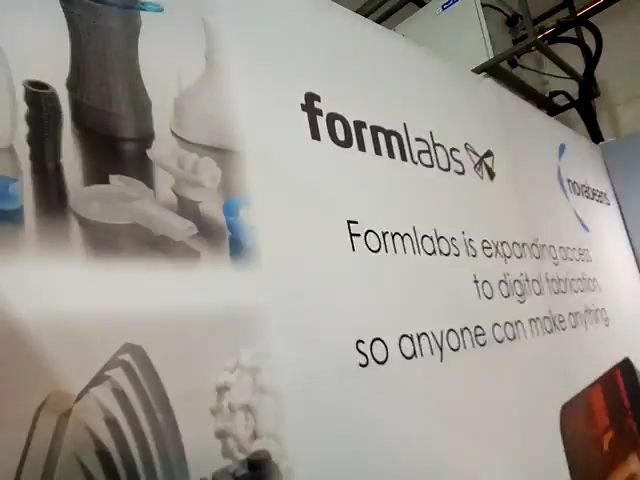 formlabs
novabeans
Formlabs is expanding access
to digital fabrication,
so anyone can make anything.